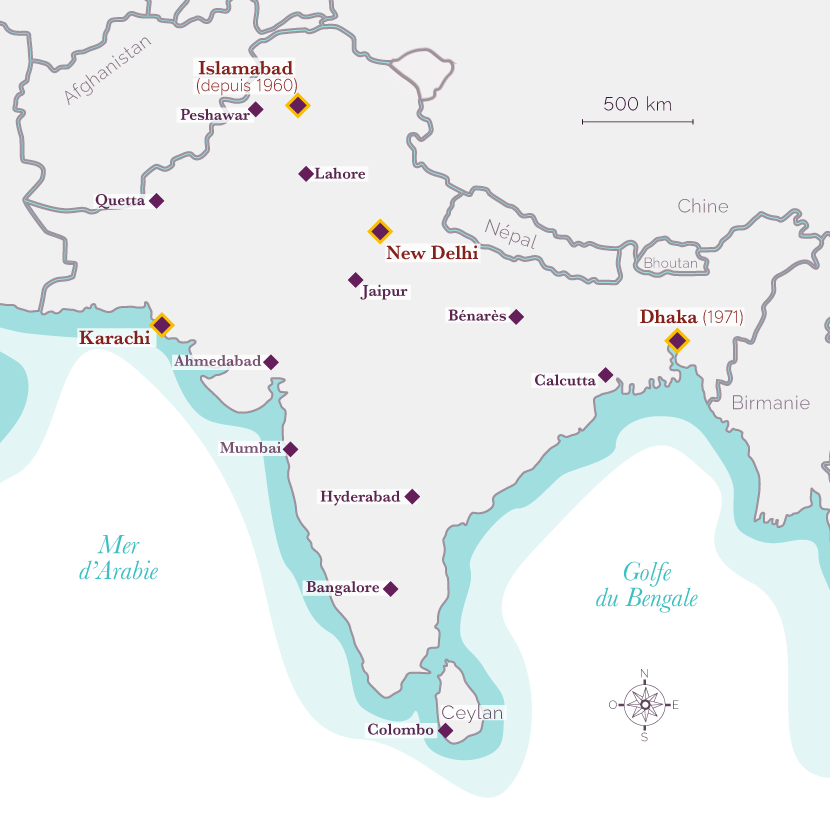 Afghanistan
Islamabad
(depuis 1960)
500 km
Peshawar
Lahore
Quetta
Chine
Népal
New Delhi
Bhoutan
Jaipur
Bénarès
Dhaka (1971)
Karachi
Ahmedabad
Calcutta
Birmanie
Mumbai
Hyderabad
Mer
d'Arabie
Golfe
du Bengale
Bangalore
N
O
E
S
Ceylan
Colombo